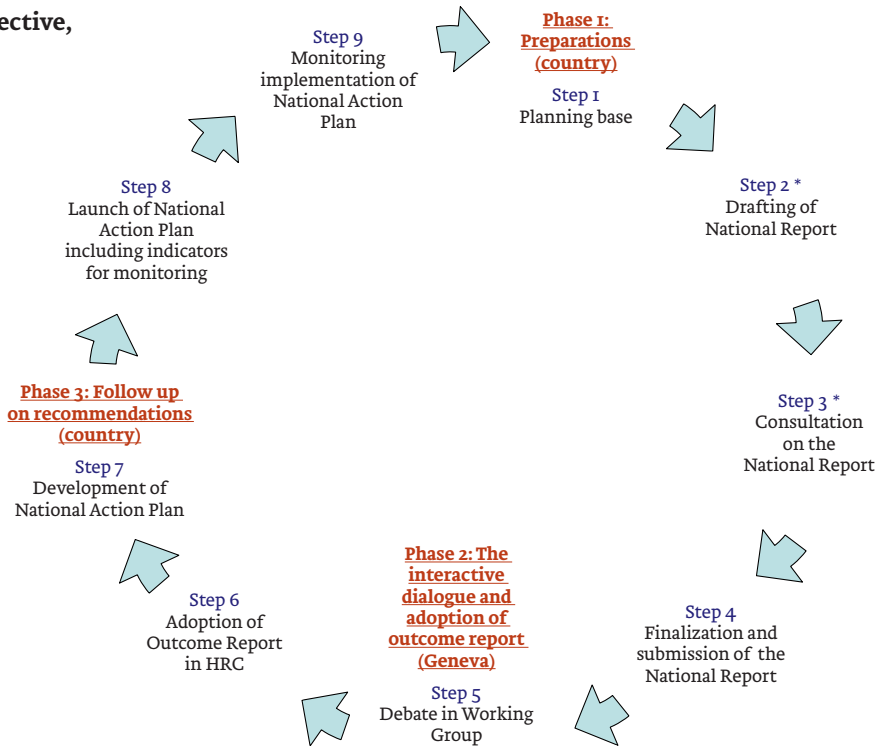 ective,
Phase 1:
Preparations
(country)
Step 1
Planning base
Step 2 *
Drafting of
National Report
Step 3 *
Consultation
on the
National Report
Step 4
Finalization and
submission of the
National Report
Phase 2: The
interactive
dialogue and
adoption of
outcome report
(Geneva)
Step 5
Debate in Working
Group
Step 6
Adoption of
Outcome Report
in HRC
Phase 3: Follow up
on recommendations
(country)
Step 7
Development of
National Action Plan
Step 8
Launch of National
Action Plan
including indicators
for monitoring
Step 9
Monitoring
implementation of
National Action
Plan